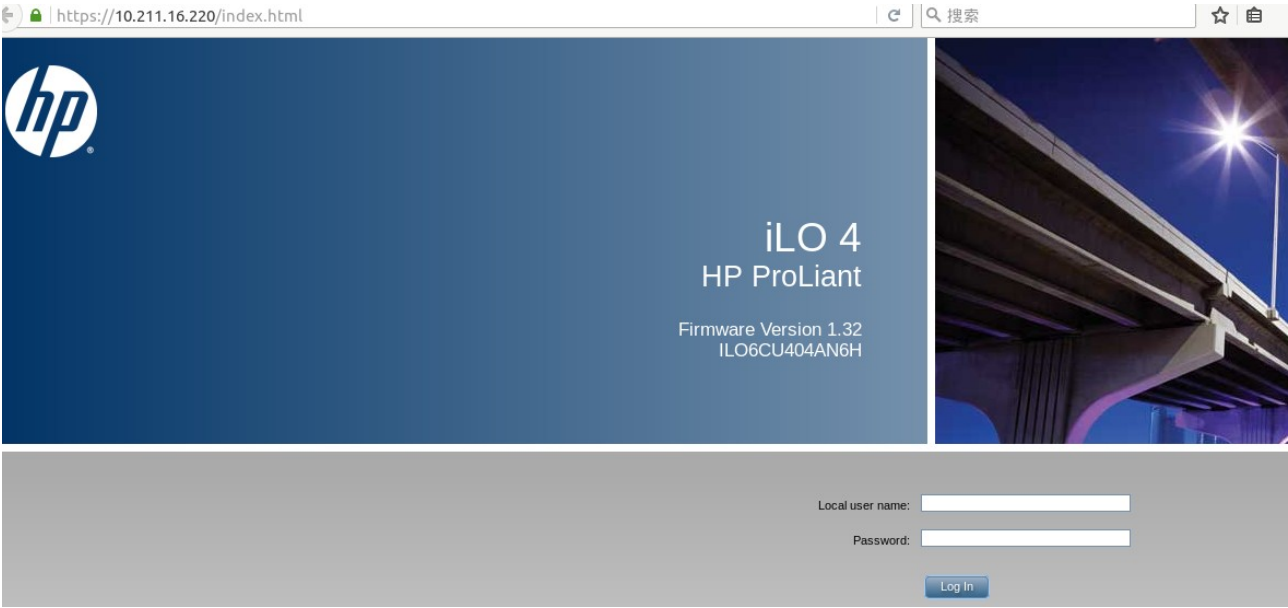 https://10.211.16.220/index.html
搜索
hp
iLO 4
HP ProLiant
Firmware Version 1.32
ILO6CU404AN6H
Local user name:
Password:
Log In